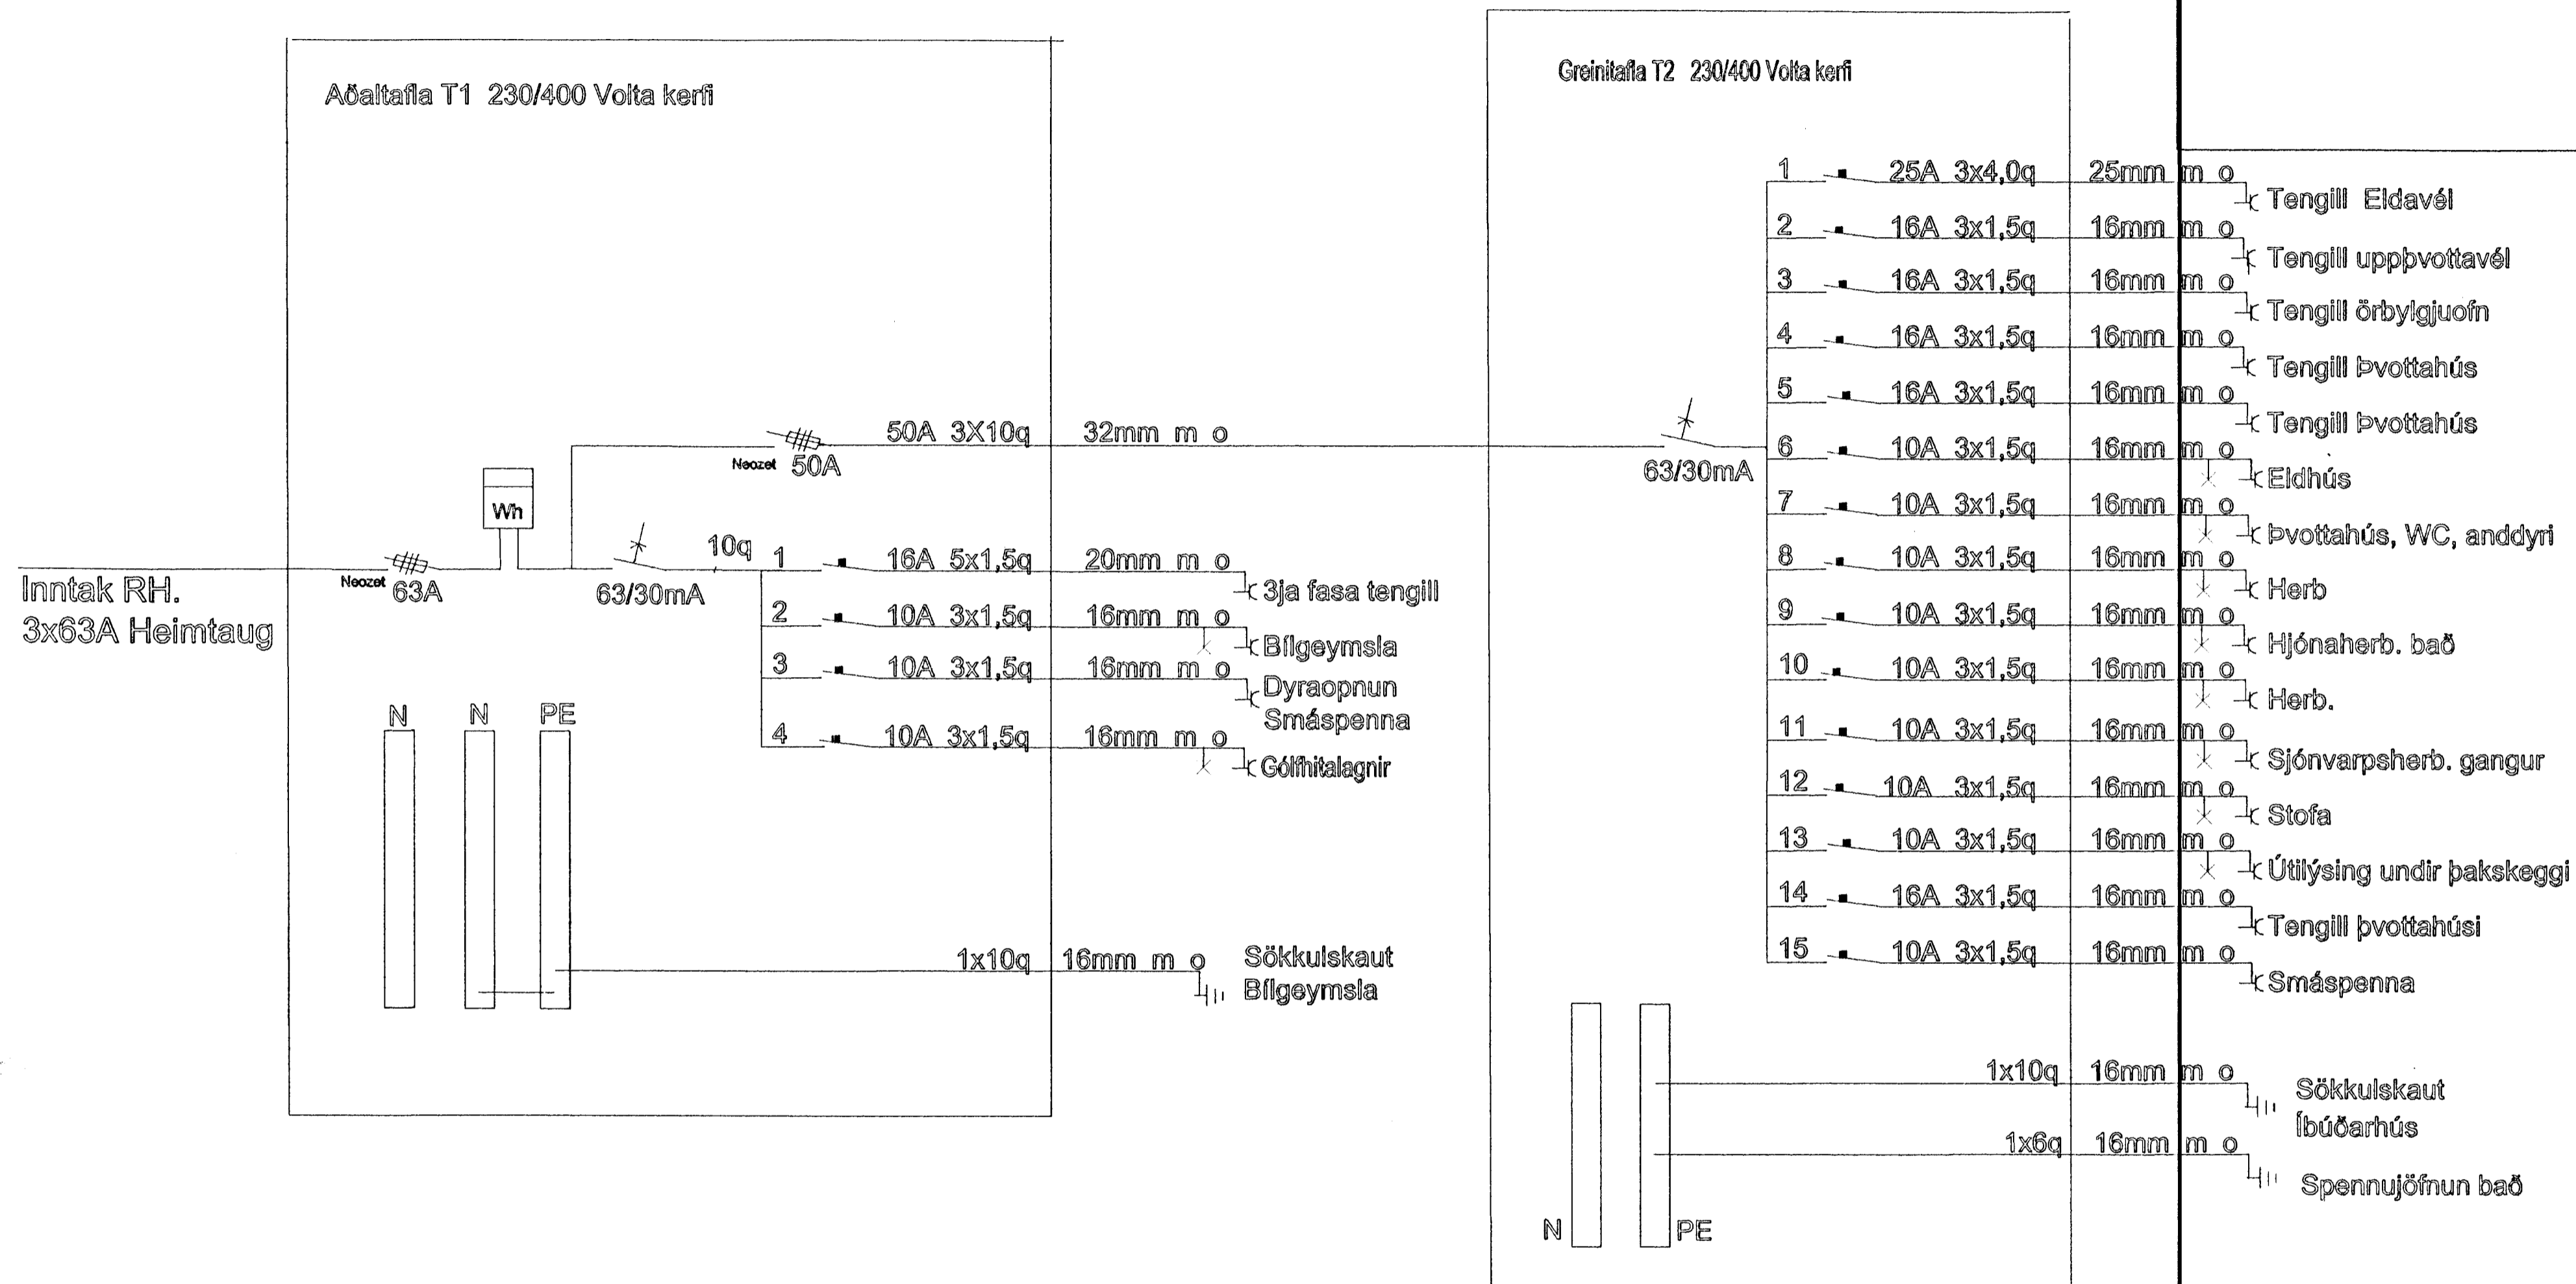 Aðaltafla T1 230/400 Volta kerfi
Inntak RH.
3x63A Heimtaug
Neozet 63A
Wh
63/30mA
10q
Neozet 50A
50A 3X10q 32mm m o
1 16A 5x1,5q 20mm m o
3ja fasa tengill
2 10A 3x1,5q 16mm m o
Bílgeymsla
3 10A 3x1,5q 16mm m o
Dyraopnun
Smáspenna
4 10A 3x1,5q 16mm m o
Gólfhitalagnir
N N PE
1x10q 16mm m o
Sökkulskaut
Bílgeymsla
Greinitafla T2 230/400 Volta kerfi
63/30mA
1 25A 3x4,0q 25mm m o
Tengill Eldavél
2 16A 3x1,5q 16mm m o
Tengill uppþvottavél
3 16A 3x1,5q 16mm m o
Tengill örbylgjuofn
4 16A 3x1,5q 16mm m o
Tengill Þvottahús
5 16A 3x1,5q 16mm m o
Tengill Þvottahús
6 10A 3x1,5q 16mm m o
Eldhús
7 10A 3x1,5q 16mm m o
Þvottahús, WC, anddyri
8 10A 3x1,5q 16mm m o
Herb
9 10A 3x1,5q 16mm m o
Hjónaherb. bað
10 10A 3x1,5q 16mm m o
Herb.
11 10A 3x1,5q 16mm m o
Sjónvarpsherb. gangur
12 10A 3x1,5q 16mm m o
Stofa
13 10A 3x1,5q 16mm m o
Útilýsing undir þakskeggi
14 16A 3x1,5q 16mm m o
Tengill þvottahúsi
15 10A 3x1,5q 16mm m o
Smáspenna
1x10q 16mm m o
Sökkulskaut
Íbúðarhús
1x6q 16mm m o
Spennujöfnun bað
N PE